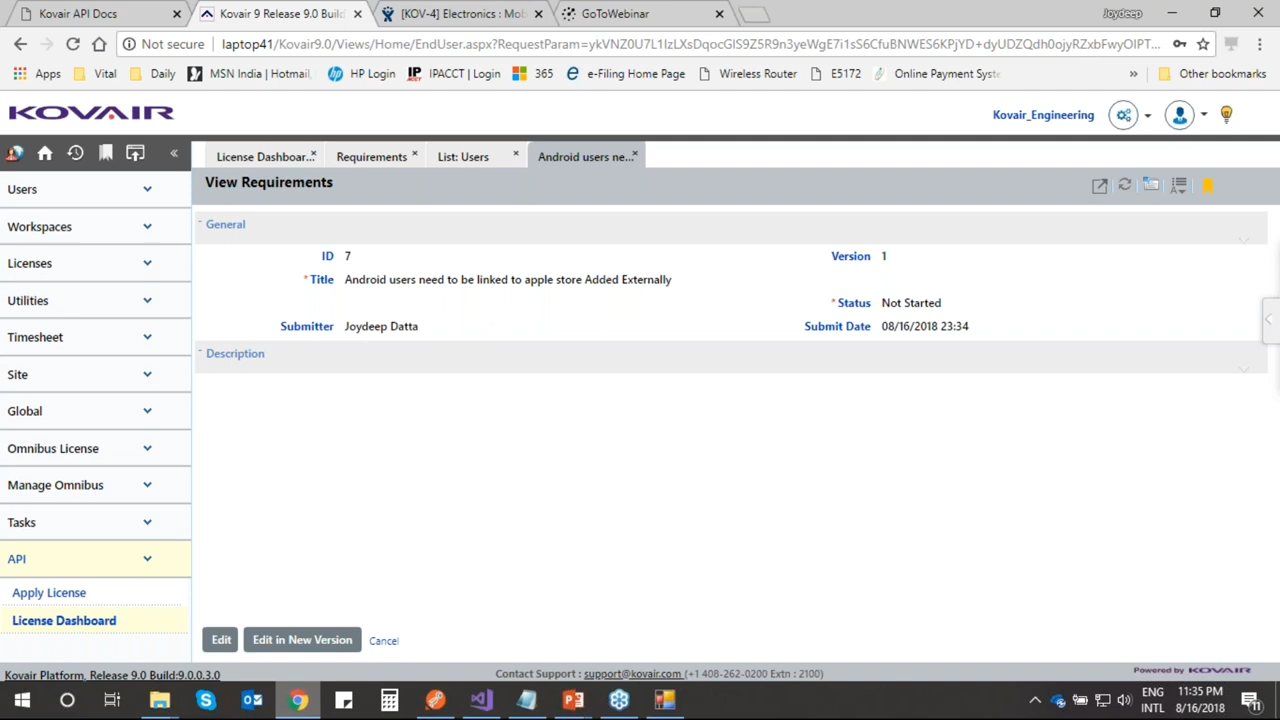 Kovair API Docs
Kovair 9 Release 9.0 Build
[KOV-4] Electronics : Mob
GoToWebinar
Joydeep
Not secure
laptop41/Kovair9.0/Views/Home/EndUser.aspx?RequestParam=
Apps
Vital
Daily
MSN India | Hotmail,
HP Login
IPACCT | Login
365
e-Filing Home Page
Wireless Router
E5172
Online Payment Syste
»
Other bookmarks
KOVAIR
Kovair_Engineering
License Dashboar...
Requirements
List: Users
Android users ne...
View Requirements
Users
Workspaces
Licenses
Utilities
Timesheet
Site
Global
Omnibus License
Manage Omnibus
Tasks
API
Apply License
License Dashboard
General
ID 7
Version 1
*Title Android users need to be linked to apple store Added Externally
*Status Not Started
Submitter Joydeep Datta
Submit Date 08/16/2018 23:34
Description
Edit
Edit in New Version
Cancel
Kovair Platform, Release 9.0 Build:9.0.0.3.0
Contact Support : support@kovair.com (+1 408-262-0200 Extn : 2100)
Powered by KOVAIR
ENG
INTL
11:35 PM
8/16/2018
11